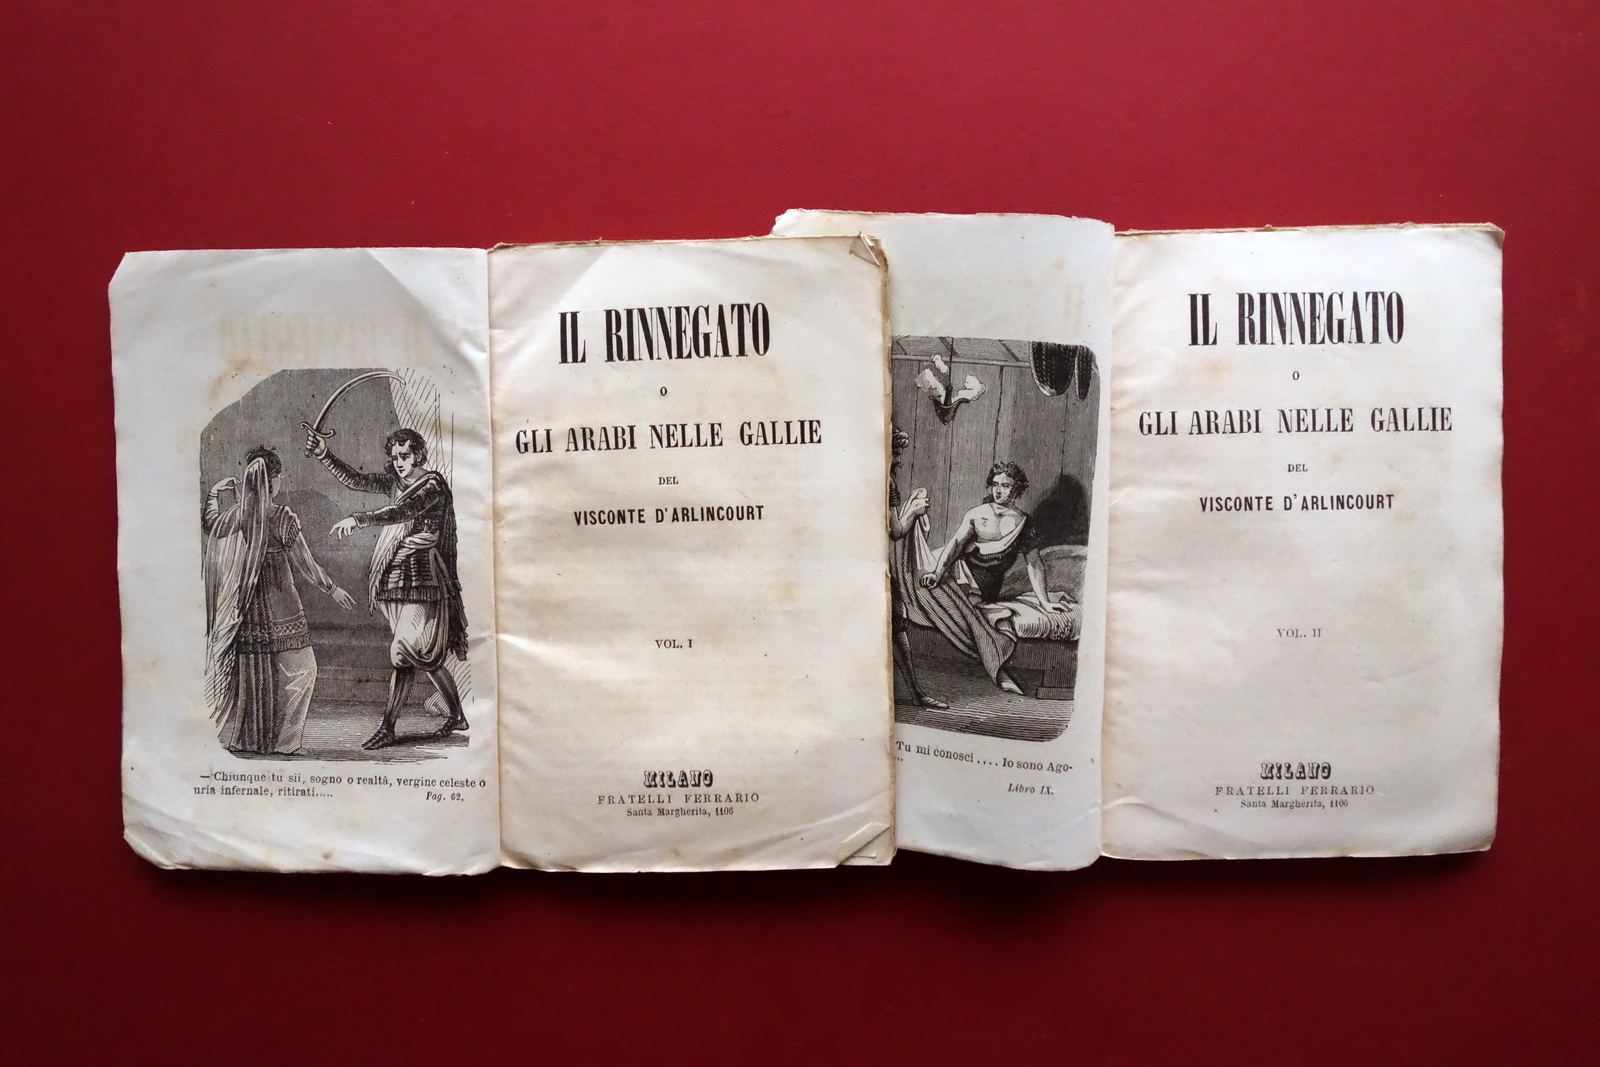 — Chiunque tu sii, sogno o realtà, vergine celeste o
uria infernale, ritirati.....
Pag. 62.
IL RINNEGATO
O
GLI ARABI NELLE GALLIE
DEL
VISCONTE D'ARLINCOURT
VOL. I
MILANO
FRATELLI FERRARIO
Santa Margherita, 1106
Tu mi conosci .... Io sono Ago-
..
Libro IX.
IL RINNEGATO
O
GLI ARABI NELLE GALLIE
DEL
VISCONTE D'ARLINCOURT
VOL. II
MILANO
FRATELLI FERRARIO
Santa Margherita, 1106